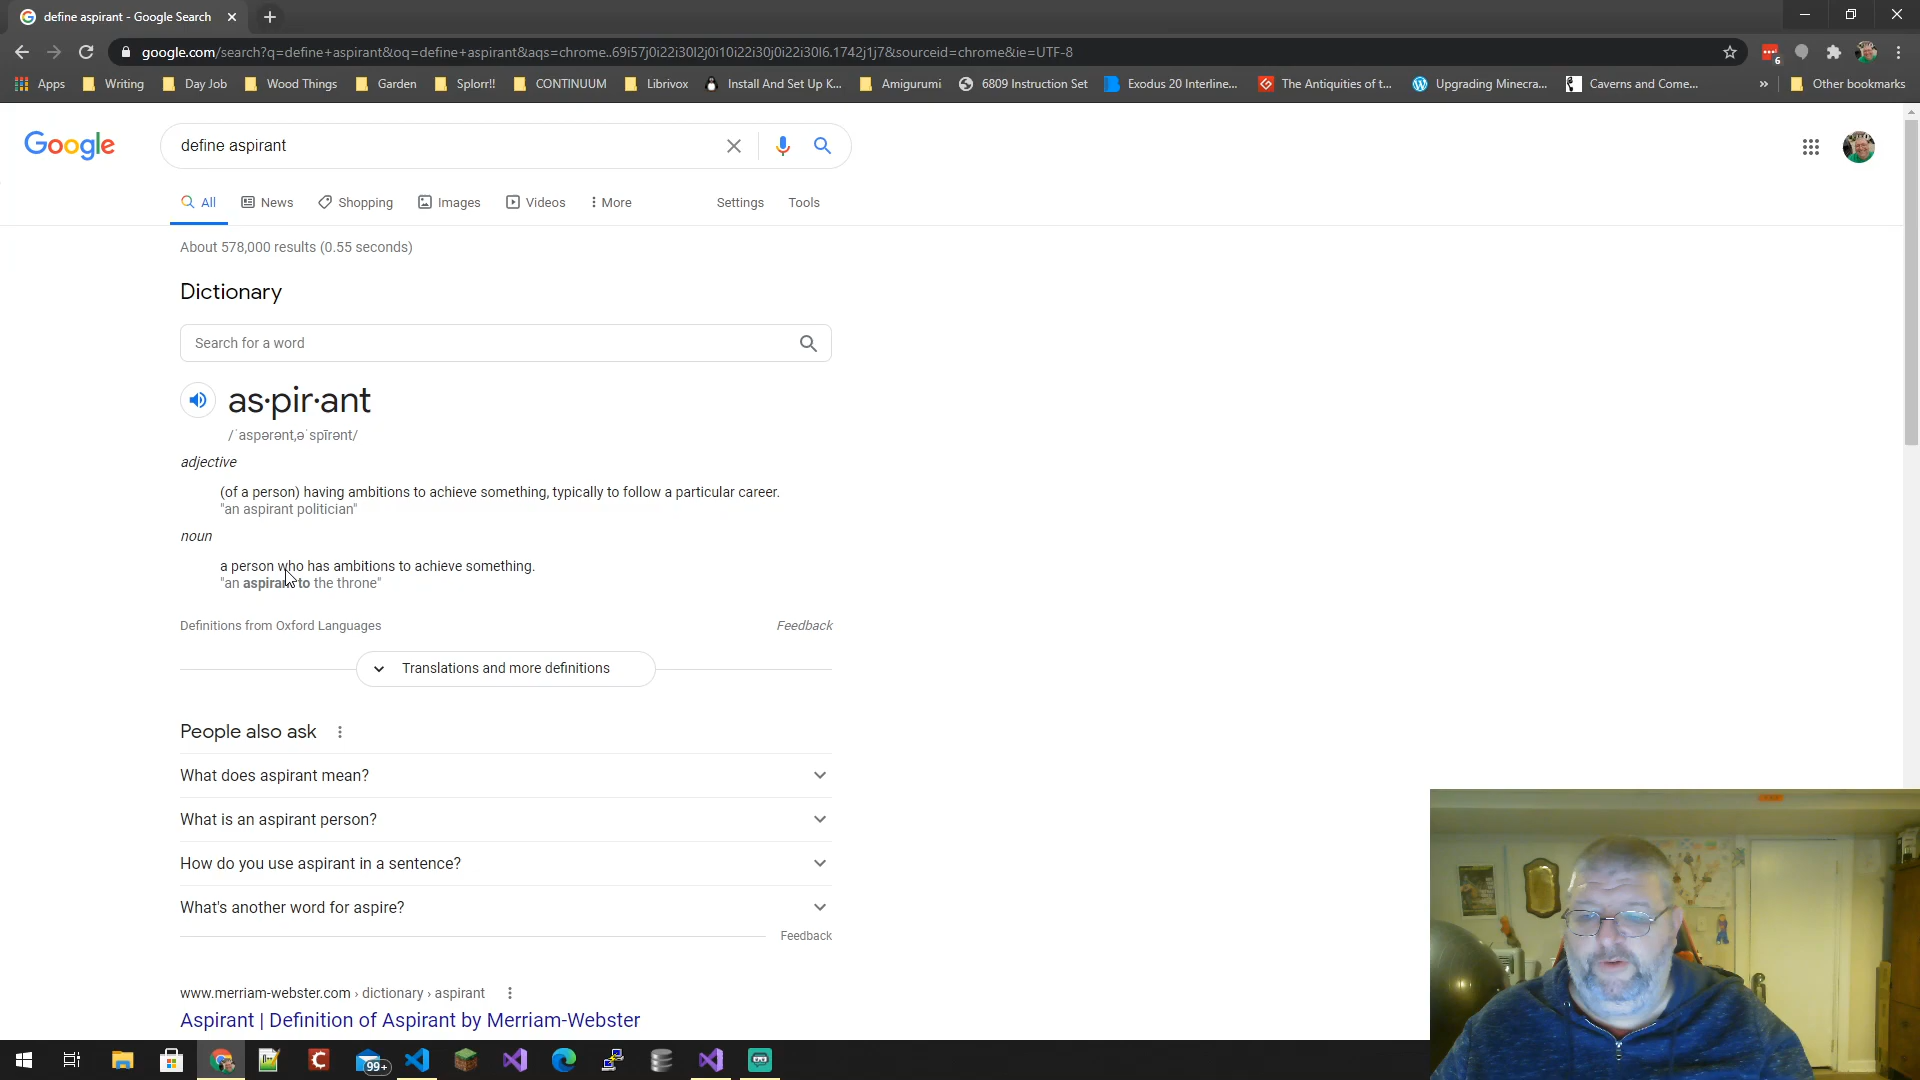 define aspirant - Google Search
google.com/search?q=define+aspirant&oq=define+aspirant&aqs=chrome..69i57j0i22i30l2j0i10i22i30j0i22i30l6.1742j1j7&sourceid=chrome&ie=UTF-8
6
Apps Writing Day Job Wood Things Garden Splorr!! CONTINUUM Librivox Install And Set Up K... Amigurumi 6809 Instruction Set Exodus 20 Interline... The Antiquities of t... Upgrading Minecra... Caverns and Come... » Other bookmarks
Google
define aspirant
All News Shopping Images Videos More Settings Tools
About 578,000 results (0.55 seconds)
Dictionary
Search for a word
as·pir·ant
/ˈaspərənt,əˈspīrənt/
adjective
(of a person) having ambitions to achieve something, typically to follow a particular career.
"an aspirant politician"
noun
a person who has ambitions to achieve something.
"an aspirant to the throne"
Definitions from Oxford Languages
Feedback
Translations and more definitions
People also ask
What does aspirant mean?
What is an aspirant person?
How do you use aspirant in a sentence?
What's another word for aspire?
Feedback
www.merriam-webster.com › dictionary › aspirant
Aspirant | Definition of Aspirant by Merriam-Webster
99+